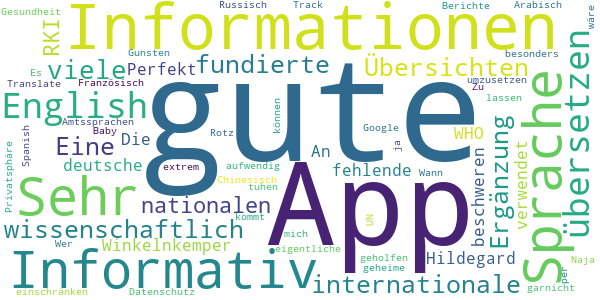 Gesundheit
Russisch
Track
Berichte
Arabisch
wäre
RKI
Informationen
Gunsten
besonders
viele
Perfekt
fundierte
Übersichten
Es
Translate
Französisch
Zu
umzusetzen
lassen
English
gute
Sprache
übersetzen
Amtssprachen
Baby
Die
Rotz
können
Google
ja
WHO
Ergänzung
verwendet
Spanish
Eine
An
deutsche
extrem
aufwendig
fehlende
Wann
beschweren
Privatsphäre
Sehr
Chinesisch
tuhen
App
nationalen
UN
wissenschaftlich
kommt
mich
Wer
Winkelnkemper
eigentliche
geholfen
geheime
Hildegard
Naja
per
Informativ
internationale
garnicht
einschränken
Datenschutz